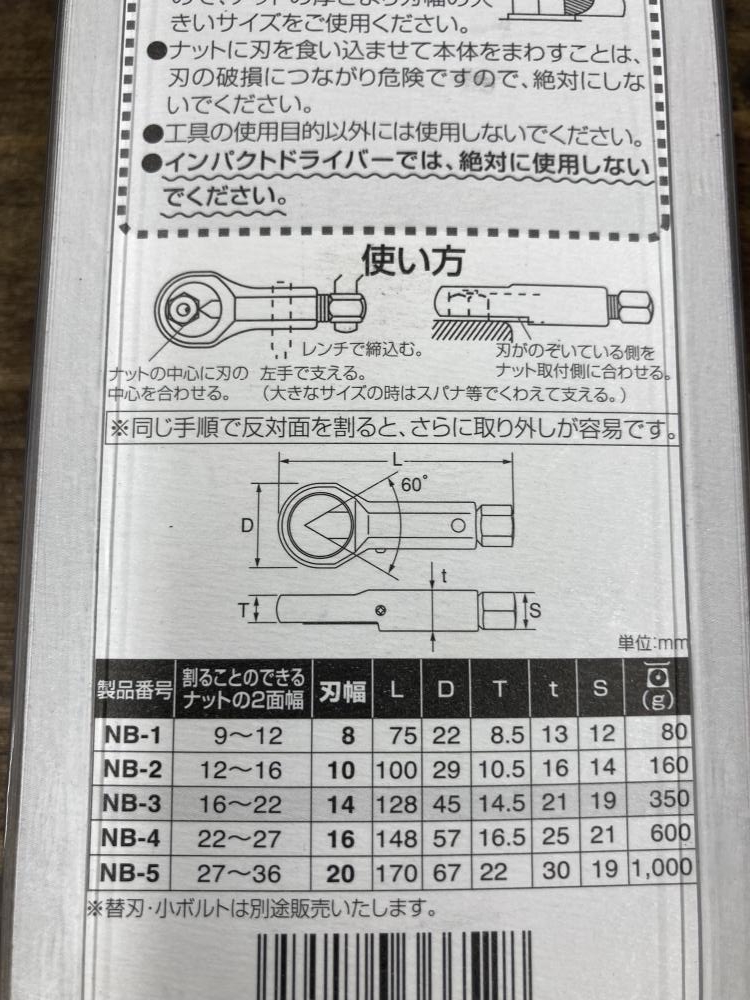 きいサイズをご使用ください。
●ナットに刃を食い込ませて本体をまわすことは、
刃の破損につながり危険ですので、絶対にしな
いでください。
●工具の使用目的以外には使用しないでください。
●インパクトドライバーでは、絶対に使用しない
でください。
使い方
レンチで締込む。
ナットの中心に刃の
中心を合わせる。
左手で支える。
(大きなサイズの時はスパナ等でくわえて支える。)
刃がのぞいている側を
ナット取付側に合わせる。
※同じ手順で反対面を割ると、さらに取り外しが容易です。
L
60°
D
t
T
S
単位:mm
製品番号 割ることのできるナットの2面幅 刃幅 L D T t S (g)
NB-1 9〜12 8 75 22 8.5 13 12 80
NB-2 12〜16 10 100 29 10.5 16 14 160
NB-3 16〜22 14 128 45 14.5 21 19 350
NB-4 22〜27 16 148 57 16.5 25 21 600
NB-5 27〜36 20 170 67 22 30 19 1,000
※替刃・小ボルトは別途販売いたします。